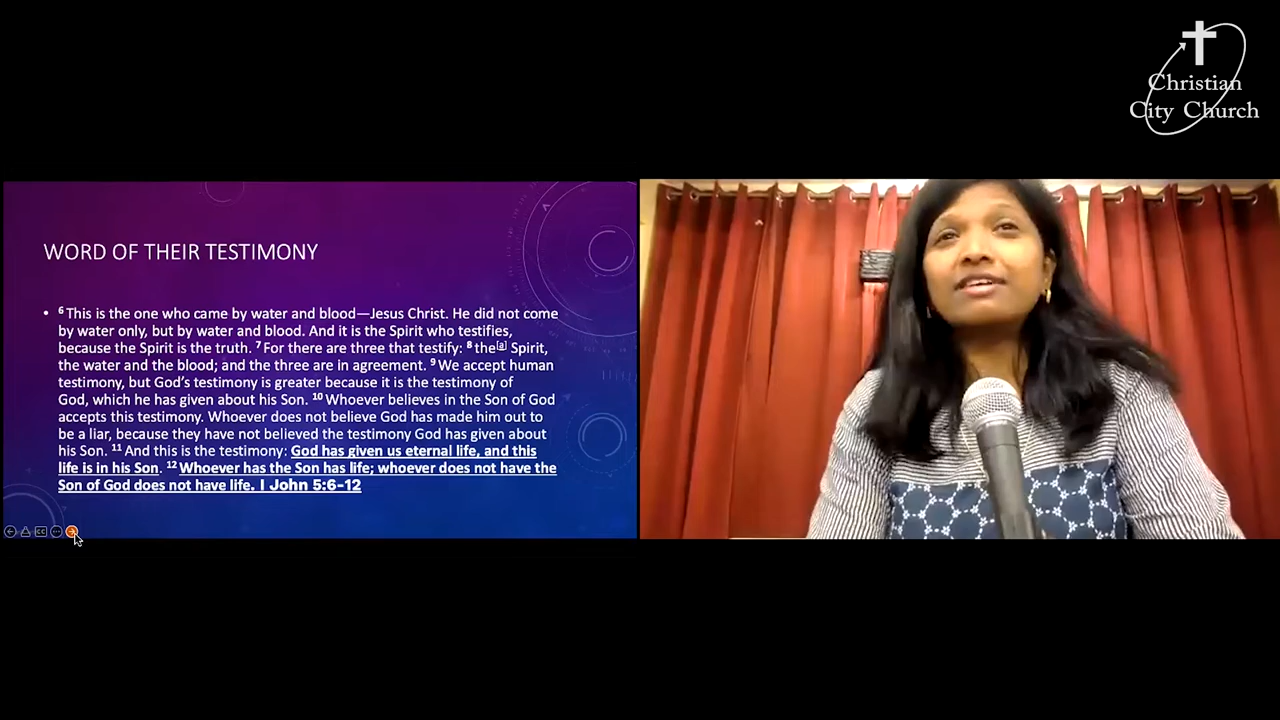 Christian
City Church
WORD OF THEIR TESTIMONY
• ⁶ This is the one who came by water and blood—Jesus Christ. He did not come
by water only, but by water and blood. And it is the Spirit who testifies,
because the Spirit is the truth. ⁷ For there are three that testify: ⁸ the[a] Spirit,
the water and the blood; and the three are in agreement. ⁹ We accept human
testimony, but God’s testimony is greater because it is the testimony of
God, which he has given about his Son. ¹⁰ Whoever believes in the Son of God
accepts this testimony. Whoever does not believe God has made him out to
be a liar, because they have not believed the testimony God has given about
his Son. ¹¹ And this is the testimony: God has given us eternal life, and this
life is in his Son. ¹² Whoever has the Son has life; whoever does not have the
Son of God does not have life. I John 5:6-12